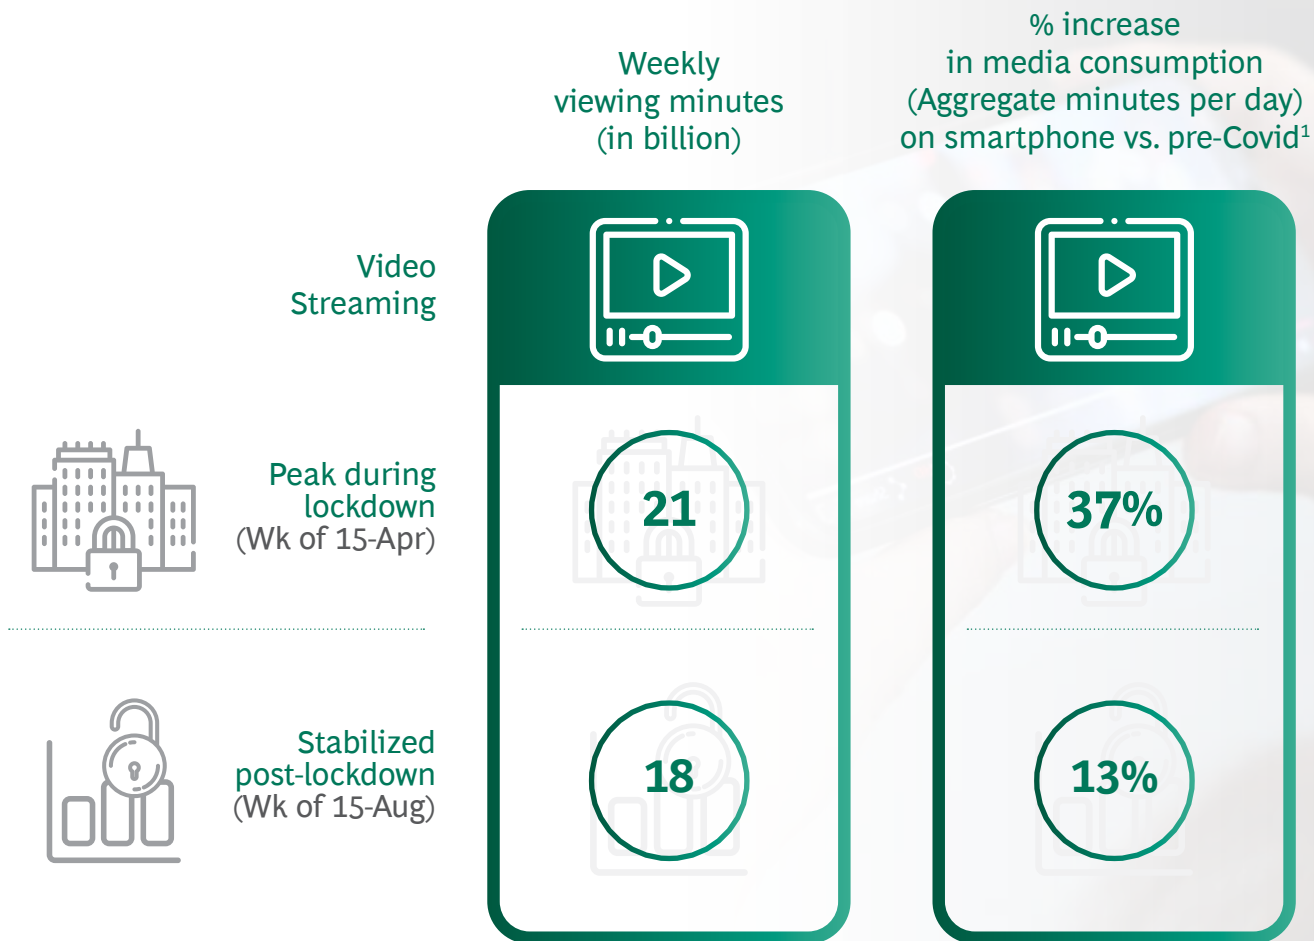 Weekly
viewing minutes
(in billion)
% increase
in media consumption
(Aggregate minutes per day)
on smartphone vs. pre-Covid¹
Video
Streaming
Peak during
lockdown
(Wk of 15-Apr)
21
37%
Stabilized
post-lockdown
(Wk of 15-Aug)
18
13%